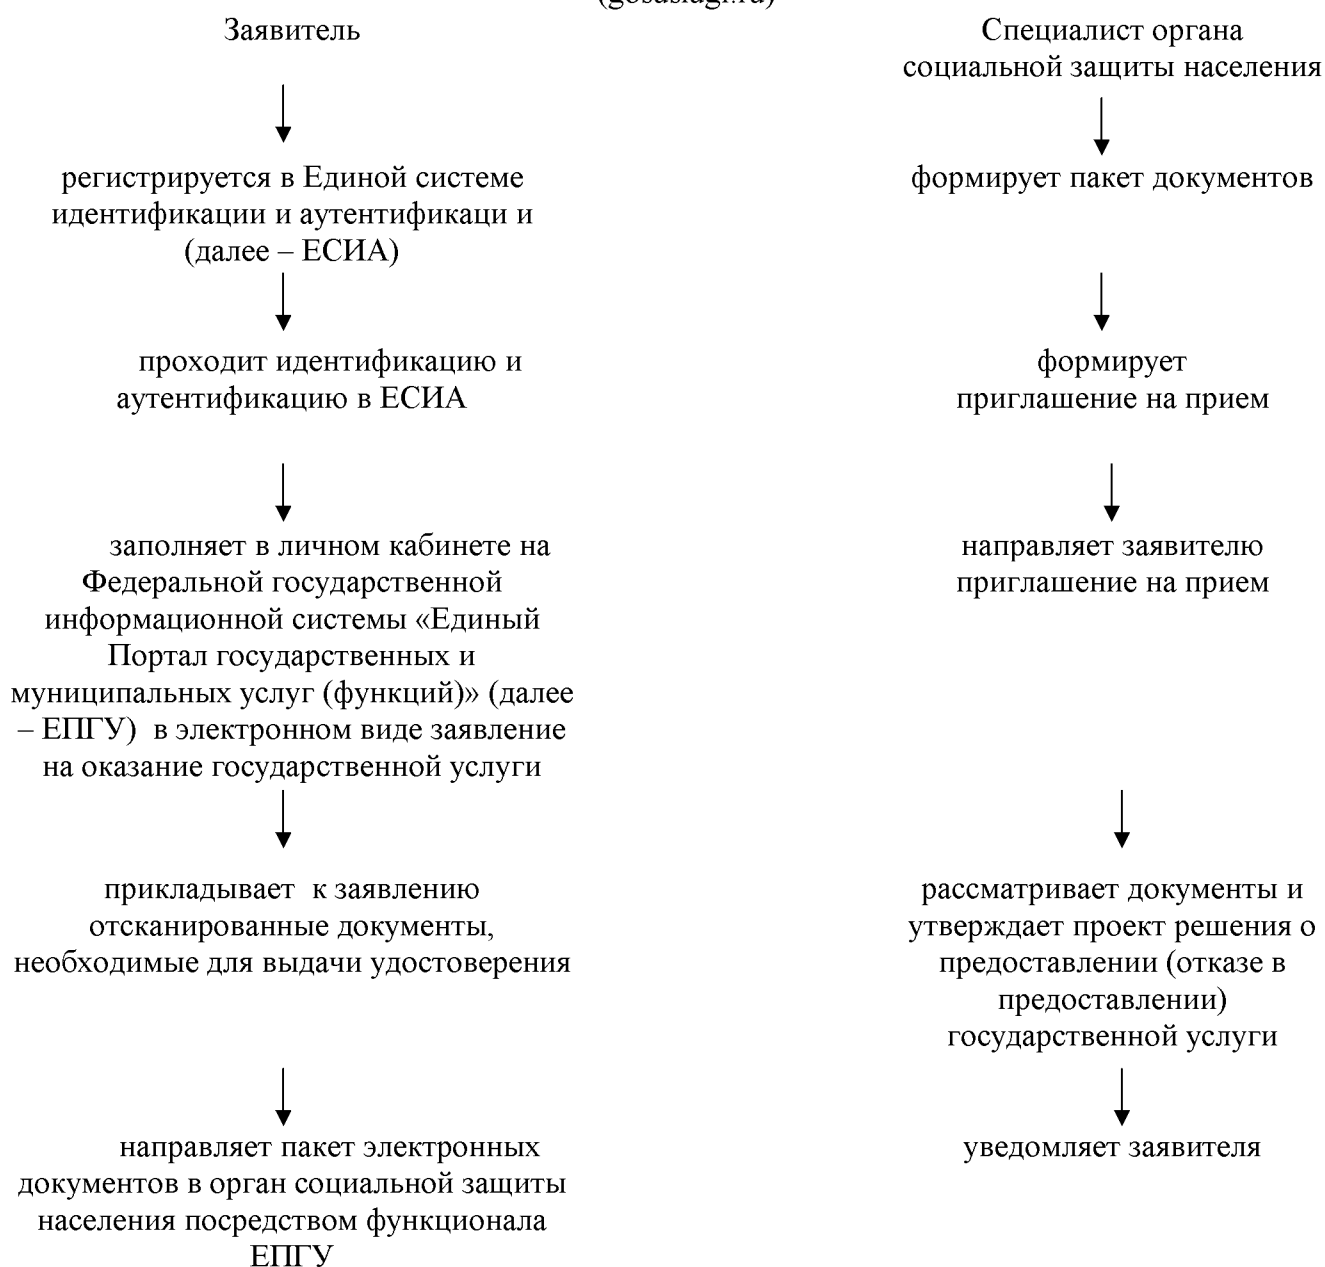 (gosuslugi.ru)
Заявитель
регистрируется в Единой системе
идентификации и аутентификаци и
(далее – ЕСИА)
проходит идентификацию и
аутентификацию в ЕСИА
заполняет в личном кабинете на
Федеральной государственной
информационной системы «Единый
Портал государственных и
муниципальных услуг (функций)» (далее
– ЕПГУ) в электронном виде заявление
на оказание государственной услуги
прикладывает к заявлению
отсканированные документы,
необходимые для выдачи удостоверения
направляет пакет электронных
документов в орган социальной защиты
населения посредством функционала
ЕПГУ
Специалист органа
социальной защиты населения
формирует пакет документов
формирует
приглашение на прием
направляет заявителю
приглашение на прием
рассматривает документы и
утверждает проект решения о
предоставлении (отказе в
предоставлении)
государственной услуги
уведомляет заявителя